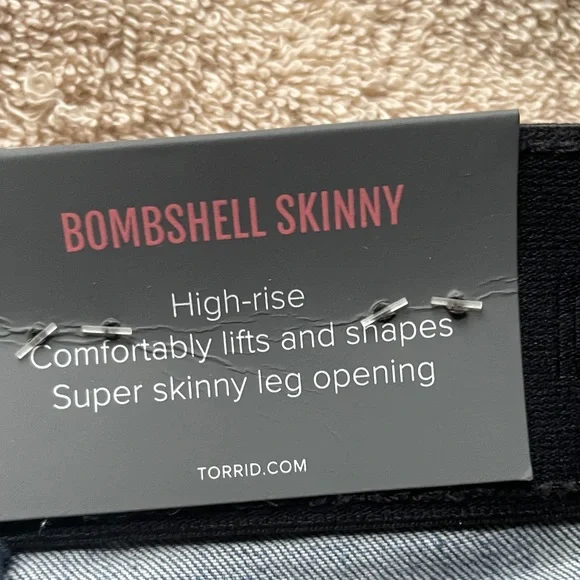 BOMBSHELL SKINNY
High-rise
Comfortably lifts and shapes
Super skinny leg opening
TORRID.COM